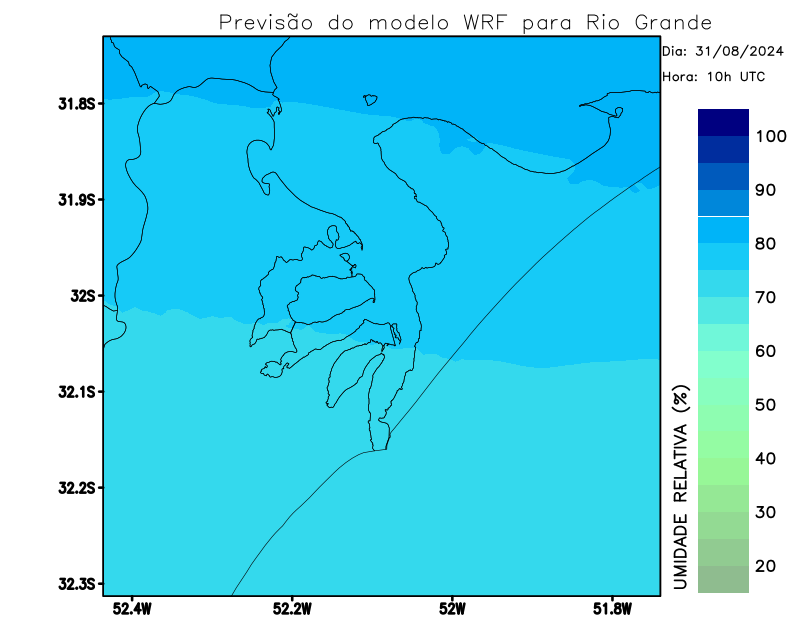 Previsão do modelo WRF para Rio Grande
Dia: 31/08/2024
Hora: 10h UTC
31.8S
31.9S
32S
32.1S
32.2S
32.3S
52.4W
52.2W
52W
51.8W
UMIDADE RELATIVA (%)
100
90
80
70
60
50
40
30
20